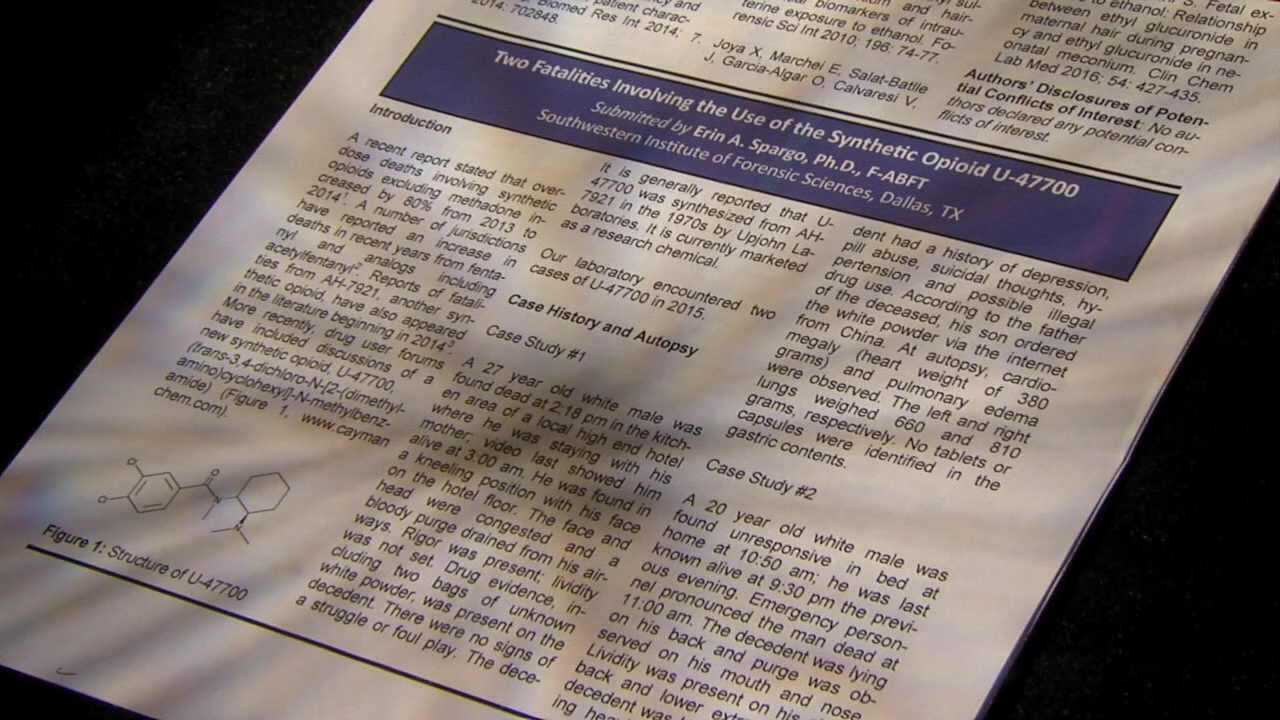 patient charac-
Biomed Res Int 2014;
2014: 702848.
terine exposure to ethanol. Fo-
rensic Sci Int 2010; 196: 74-77.
7. Joya X, Marchei E, Salat-Batlle
J, Garcia-Algar O, Calvaresi V,
to ethanol: Relationship
between ethyl glucuronide in
maternal hair during pregnan-
cy and ethyl glucuronide in ne-
onatal meconium. Clin Chem
Lab Med 2016; 54: 427-435.
Authors' Disclosures of Poten-
tial Conflicts of Interest: No au-
thors declared any potential con-
flicts of interest.
Two Fatalities Involving the Use of the Synthetic Opioid U-47700
Submitted by Erin A. Spargo, Ph.D., F-ABFT
Southwestern Institute of Forensic Sciences, Dallas, TX
Introduction
A recent report stated that over-
dose deaths involving synthetic
opioids excluding methadone in-
creased by 80% from 2013 to
2014¹. A number of jurisdictions
have reported an increase in
deaths in recent years from fenta-
nyl and analogs including
acetylfentanyl². Reports of fatali-
ties from AH-7921, another syn-
thetic opioid, have also appeared
in the literature beginning in 2014³.
More recently, drug user forums
have included discussions of a
new synthetic opioid, U-47700,
(trans-3,4-dichloro-N-[2-(dimethyl-
amino)cyclohexyl]-N-methylbenz-
amide) (Figure 1, www.cayman
chem.com).
Cl
Cl
O
N
N
Figure 1: Structure of U-47700
It is generally reported that U-
47700 was synthesized from AH-
7921 in the 1970s by Upjohn La-
boratories. It is currently marketed
as a research chemical.
Our laboratory encountered two
cases of U-47700 in 2015.
Case History and Autopsy
Case Study #1
A 27 year old white male was
found dead at 2:18 pm in the kitch-
en area of a local high end hotel
where he was staying with his
mother; video last showed him
alive at 3:00 am. He was found in
a kneeling position with his face
on the hotel floor. The face and
head were congested and a
bloody purge drained from his air-
ways. Rigor was present; lividity
was not set. Drug evidence, in-
cluding two bags of unknown
white powder, was present on the
decedent. There were no signs of
a struggle or foul play. The dece-
dent had a history of depression,
pill abuse, suicidal thoughts, hy-
pertension and possible illegal
drug use. According to the father
of the deceased, his son ordered
the white powder via the internet
from China. At autopsy, cardio-
megaly (heart weight of 380
grams) and pulmonary edema
were observed. The left and right
lungs weighed 660 and 810
grams, respectively. No tablets or
capsules were identified in the
gastric contents.
Case Study #2
A 20 year old white male was
found unresponsive in bed at
home at 10:50 am; he was last
known alive at 9:30 pm the previ-
ous evening. Emergency person-
nel pronounced the man dead at
11:00 am. The decedent was lying
on his back and purge was ob-
served on his mouth and nose.
Lividity was present on his
back and lower
decedent was
ing